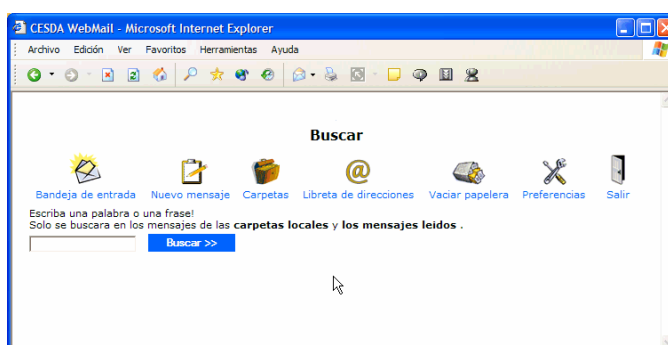 CESDA WebMail - Microsoft Internet Explorer
Archivo Edición Ver Favoritos Herramientas Ayuda
Buscar
Bandeja de entrada Nuevo mensaje Carpetas Libreta de direcciones Vaciar papelera Preferencias Salir
Escriba una palabra o una frase!
Solo se buscara en los mensajes de las carpetas locales y los mensajes leidos .
Buscar >>